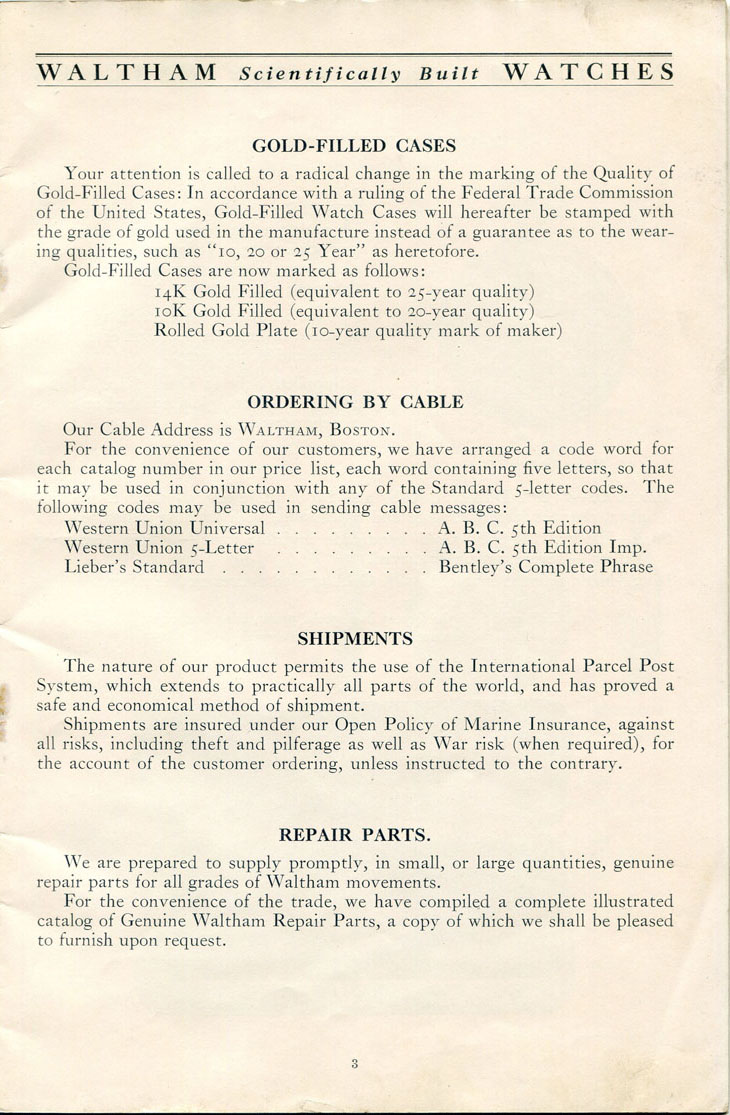 WALTHAM Scientifically Built WATCHES
GOLD-FILLED CASES
Your attention is called to a radical change in the marking of the Quality of
Gold-Filled Cases: In accordance with a ruling of the Federal Trade Commission
of the United States, Gold-Filled Watch Cases will hereafter be stamped with
the grade of gold used in the manufacture instead of a guarantee as to the wear-
ing qualities, such as “10, 20 or 25 Year” as heretofore.
Gold-Filled Cases are now marked as follows:
14K Gold Filled (equivalent to 25-year quality)
10K Gold Filled (equivalent to 20-year quality)
Rolled Gold Plate (10-year quality mark of maker)
ORDERING BY CABLE
Our Cable Address is WALTHAM, BOSTON.
For the convenience of our customers, we have arranged a code word for
each catalog number in our price list, each word containing five letters, so that
it may be used in conjunction with any of the Standard 5-letter codes. The
following codes may be used in sending cable messages:
Western Union Universal . . . . . . . . . A. B. C. 5th Edition
Western Union 5-Letter . . . . . . . . . A. B. C. 5th Edition Imp.
Lieber's Standard . . . . . . . . . . . . Bentley's Complete Phrase
SHIPMENTS
The nature of our product permits the use of the International Parcel Post
System, which extends to practically all parts of the world, and has proved a
safe and economical method of shipment.
Shipments are insured under our Open Policy of Marine Insurance, against
all risks, including theft and pilferage as well as War risk (when required), for
the account of the customer ordering, unless instructed to the contrary.
REPAIR PARTS.
We are prepared to supply promptly, in small, or large quantities, genuine
repair parts for all grades of Waltham movements.
For the convenience of the trade, we have compiled a complete illustrated
catalog of Genuine Waltham Repair Parts, a copy of which we shall be pleased
to furnish upon request.
3